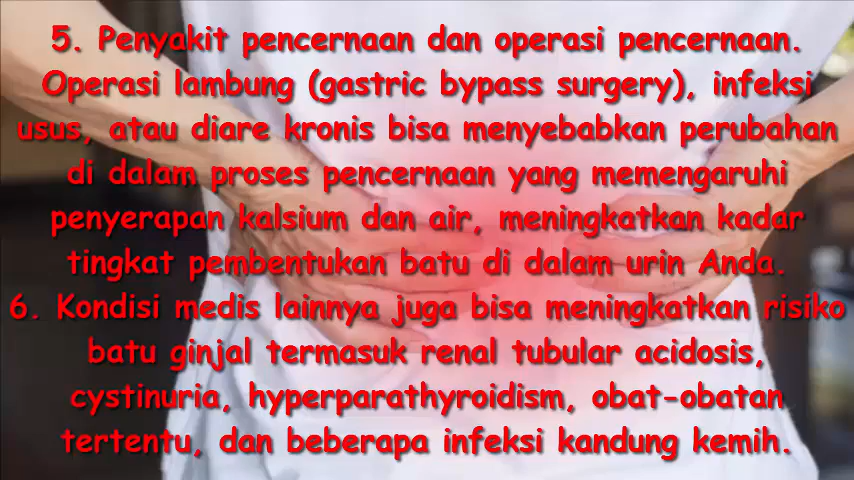 5. Penyakit pencernaan dan operasi pencernaan.
Operasi lambung (gastric bypass surgery), infeksi
usus, atau diare kronis bisa menyebabkan perubahan
di dalam proses pencernaan yang memengaruhi
penyerapan kalsium dan air, meningkatkan kadar
tingkat pembentukan batu di dalam urin Anda.
6. Kondisi medis lainnya juga bisa meningkatkan risiko
batu ginjal termasuk renal tubular acidosis,
cystinuria, hyperparathyroidism, obat-obatan
tertentu, dan beberapa infeksi kandung kemih.